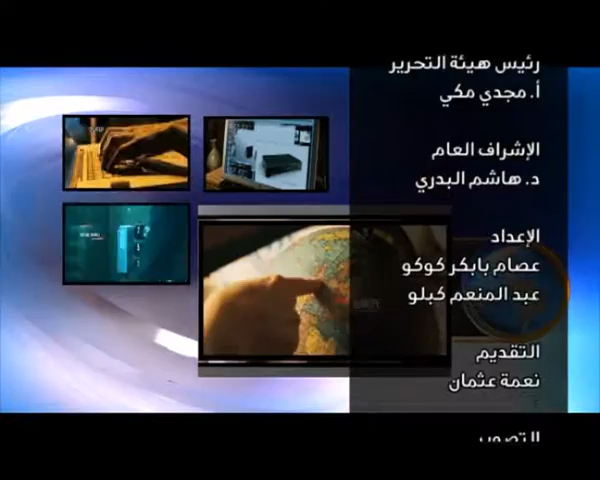 رئيس هيئة التحرير
أ. مجدي مكي
الإشراف العام
د. هاشم البدري
الإعداد
عصام بابكر كوكو
عبد المنعم كبلو
التقديم
نعمة عثمان
التصوير